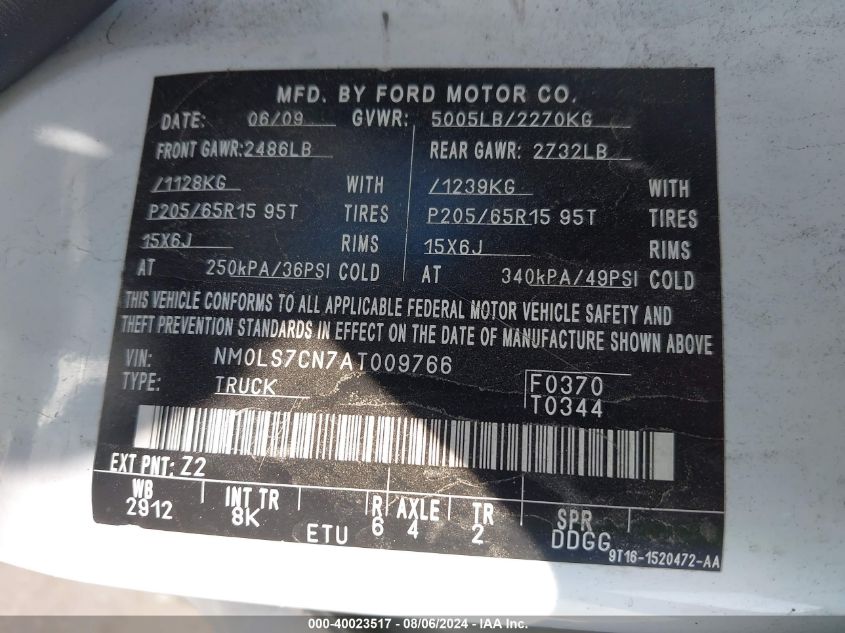 MFD. BY FORD MOTOR CO.
DATE: 06/09 GVWR: 5005LB/2270KG
FRONT GAWR: 2486LB REAR GAWR: 2732LB
/1128KG WITH /1239KG WITH
P205/65R15 95T TIRES P205/65R15 95T TIRES
15X6J RIMS 15X6J RIMS
AT 250kPA/36PSI COLD AT 340kPA/49PSI COLD
THIS VEHICLE CONFORMS TO ALL APPLICABLE FEDERAL MOTOR VEHICLE SAFETY AND
THEFT PREVENTION STANDARDS IN EFFECT ON THE DATE OF MANUFACTURE SHOWN ABOVE
VIN: NM0LS7CN7AT009766
TYPE: TRUCK F0370
T0344
EXT PNT: Z2
WB INT TR R AXLE TR SPR
2912 8K ETU 6 4 2 DDGG
9T16-1520472-AA
000-40023517 - 08/06/2024 - IAA Inc.